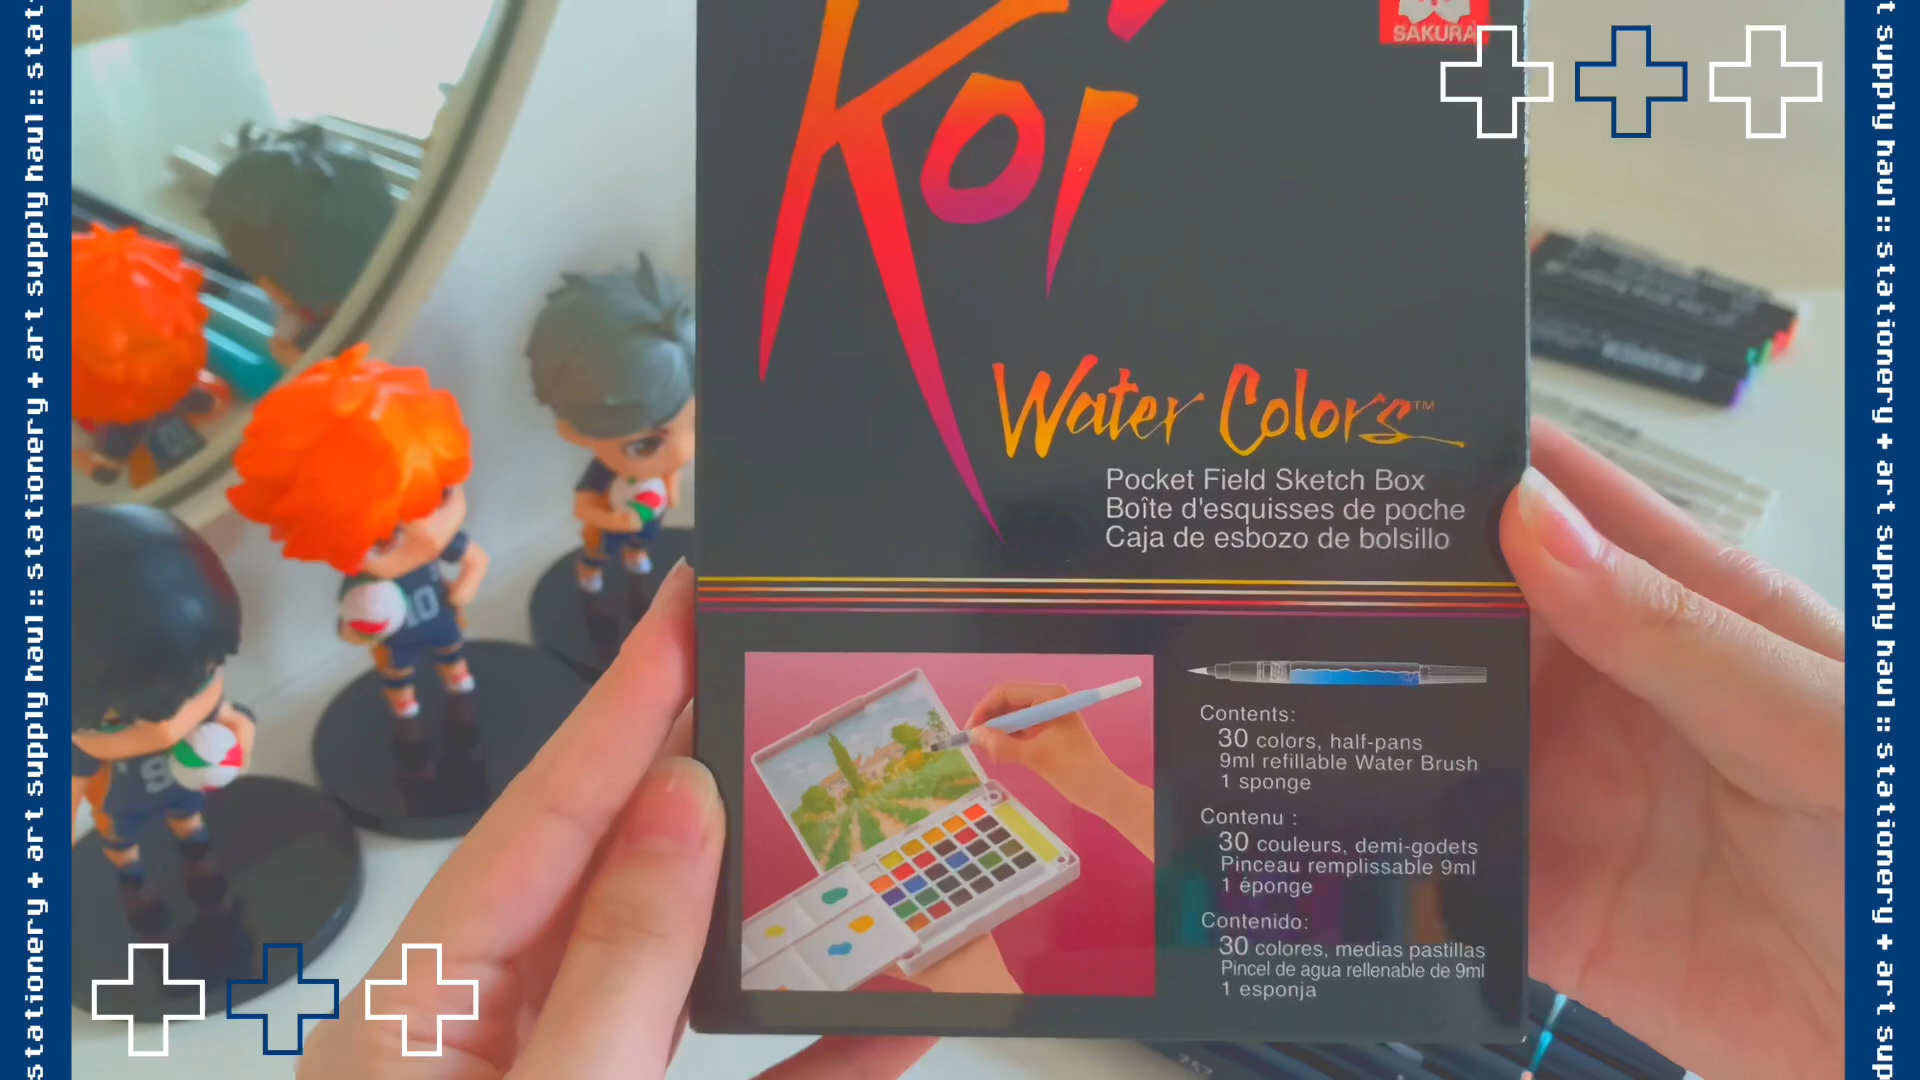 Koi
SAKURA
Water Colors™
Pocket Field Sketch Box
Boîte d'esquisses de poche
Caja de esbozo de bolsillo
Contents:
30 colors, half-pans
9ml refillable Water Brush
1 sponge
Contenu :
30 couleurs, demi-godets
Pinceau remplissable 9ml
1 éponge
Contenido:
30 colores, medias pastillas
Pincel de agua rellenable de 9ml
1 esponja
10
9
stationery + art supply haul :: stationery + art supply haul :: stat
t supply haul :: stationery + art supply haul :: stationery + art sup